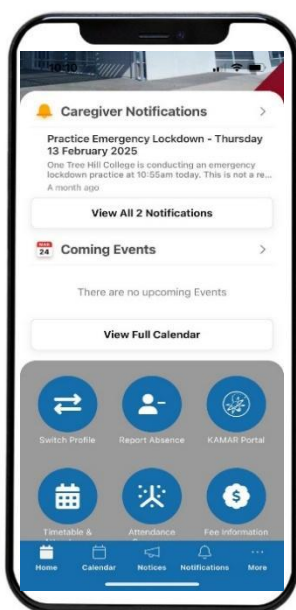 10:10
Caregiver Notifications
Practice Emergency Lockdown - Thursday
13 February 2025
One Tree Hill College is conducting an emergency
lockdown practice at 10:55am today. This is not a re...
A month ago
View All 2 Notifications
24
Coming Events
There are no upcoming Events
View Full Calendar
Switch Profile
Report Absence
KAMAR Portal
Timetable &
Attendance
Fee Information
Home
Calendar
Notices
Notifications
More